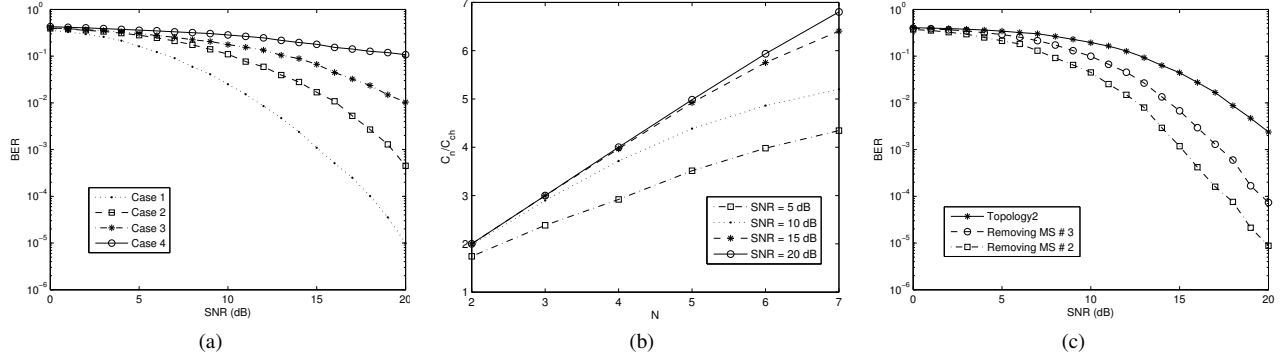 10^0
10^-1
10^-2
10^-3
10^-4
10^-5
10^-6
BER
0 5 10 15 20
SNR (dB)
Case 1
Case 2
Case 3
Case 4
(a)
7
6
5
4
3
2
1
C_n/C_ch
2 3 4 5 6 7
N
SNR = 5 dB
SNR = 10 dB
SNR = 15 dB
SNR = 20 dB
(b)
10^0
10^-1
10^-2
10^-3
10^-4
10^-5
10^-6
BER
0 5 10 15 20
SNR (dB)
Topology2
Removing MS # 3
Removing MS # 2
(c)